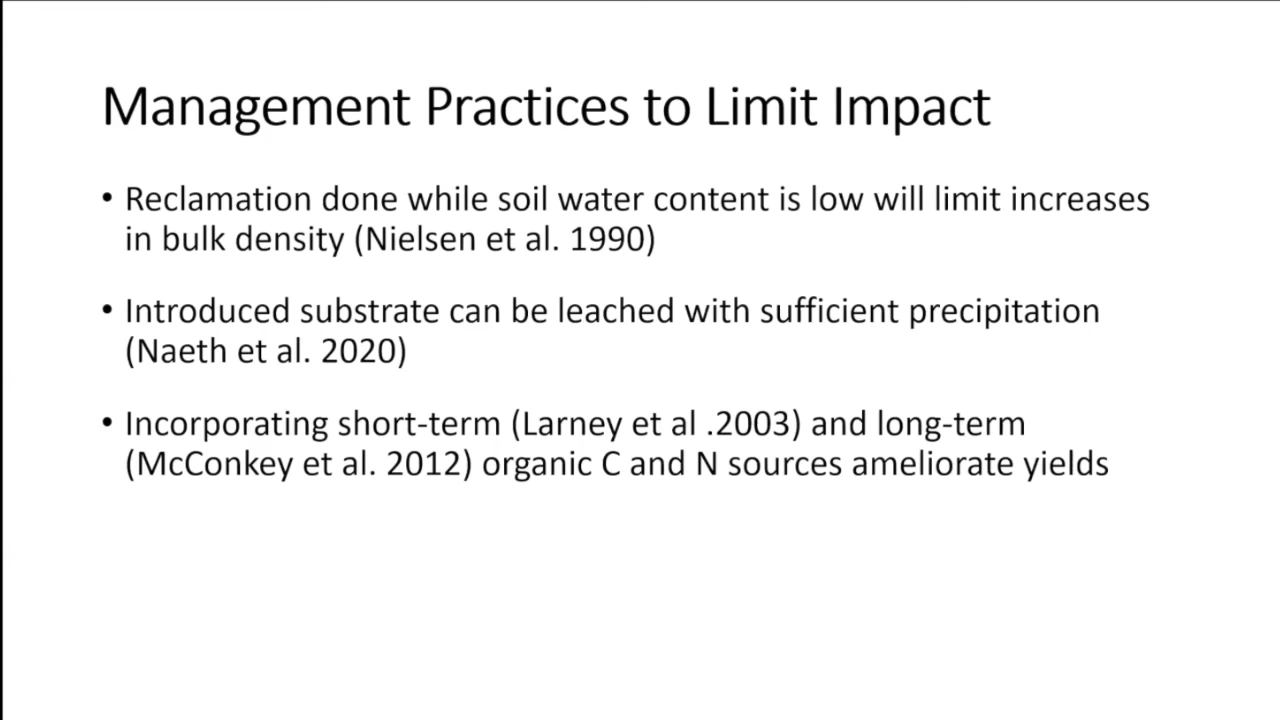 Management Practices to Limit Impact
• Reclamation done while soil water content is low will limit increases
in bulk density (Nielsen et al. 1990)
• Introduced substrate can be leached with sufficient precipitation
(Naeth et al. 2020)
• Incorporating short-term (Larney et al .2003) and long-term
(McConkey et al. 2012) organic C and N sources ameliorate yields